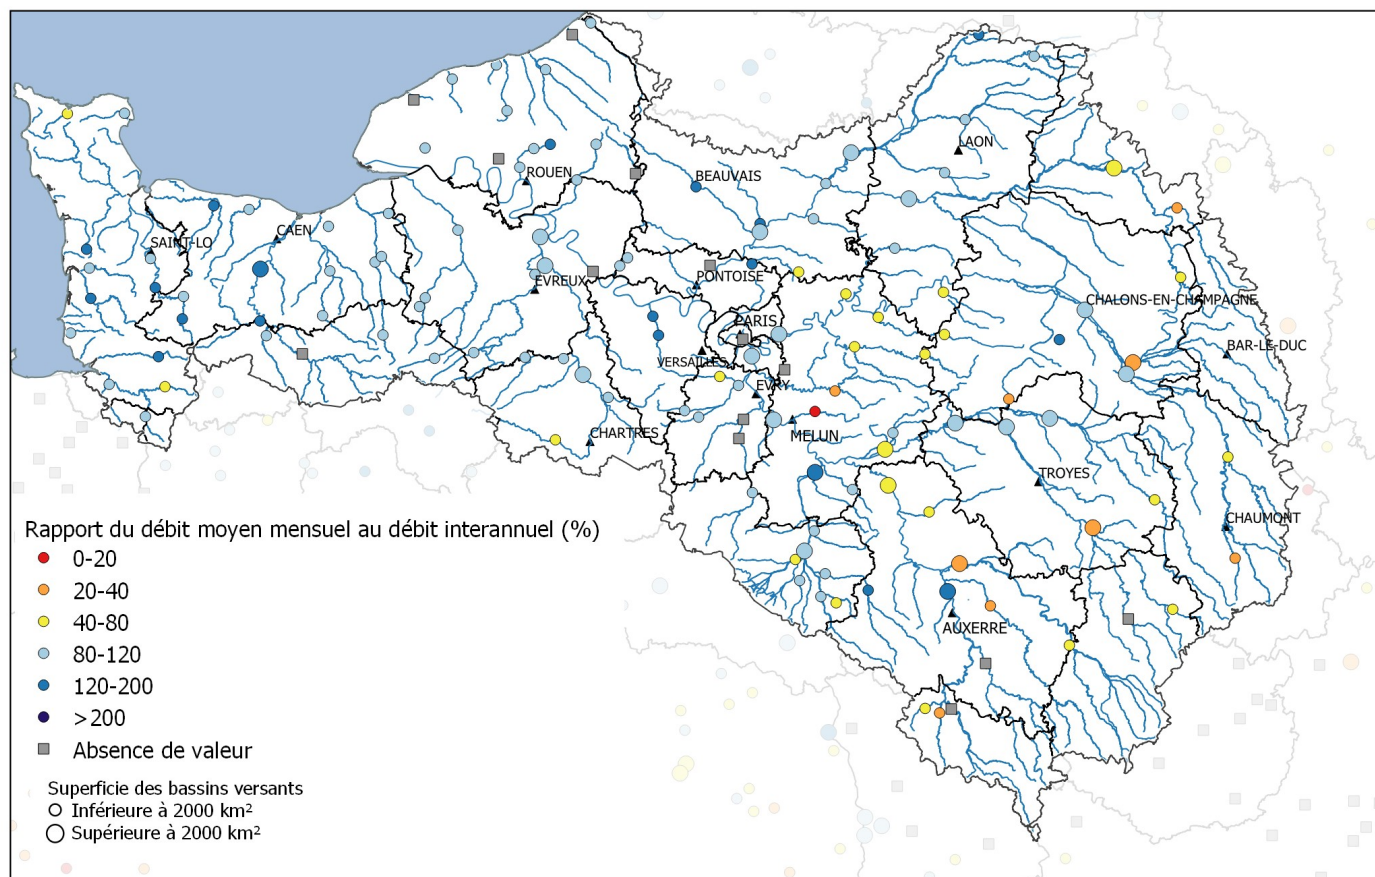 LAON
ROUEN
BEAUVAIS
SAINT-LO
CAEN
EVREUX
PONTOISE
CHALONS-EN-CHAMPAGNE
PARIS
BAR-LE-DUC
VERSAILLES
EVRY
CHARTRES
MELUN
TROYES
CHAUMONT
AUXERRE
Rapport du débit moyen mensuel au débit interannuel (%)
0-20
20-40
40-80
80-120
120-200
>200
Absence de valeur
Superficie des bassins versants
Inférieure à 2000 km²
Supérieure à 2000 km²